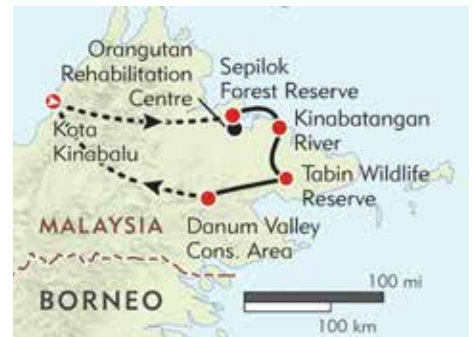 Orangutan
Rehabilitation
Centre
Sepilok
Forest Reserve
Kota
Kinabalu
Kinabatangan
River
Tabin Wildlife
Reserve
Danum Valley
Cons. Area
MALAYSIA
BORNEO
100 mi
100 km